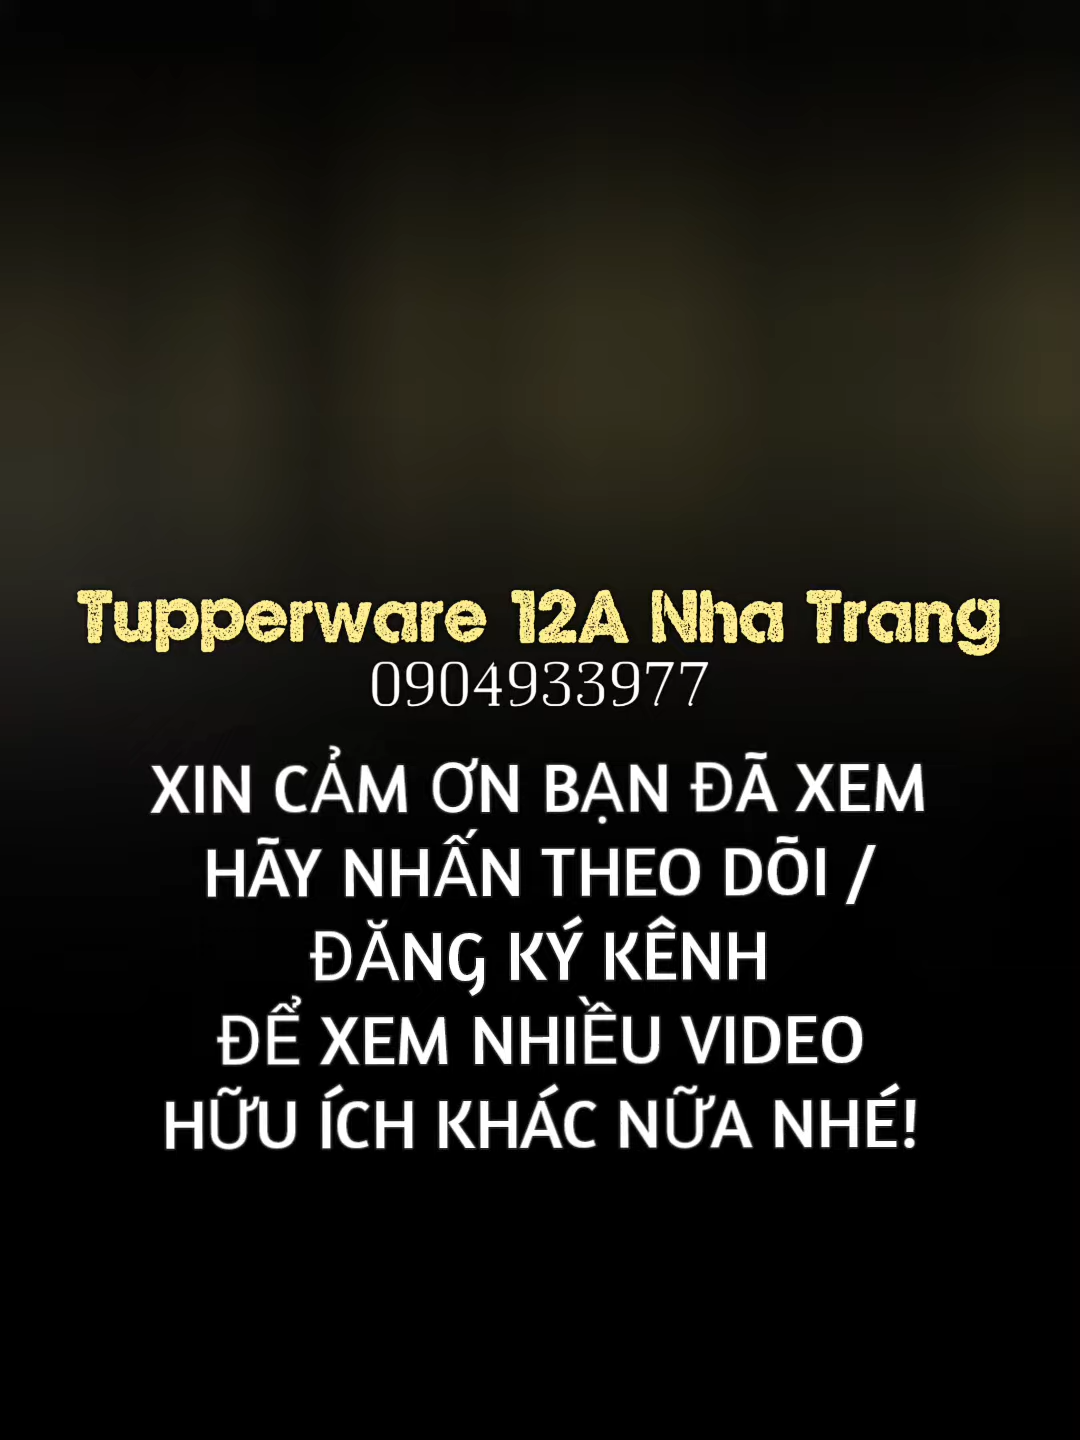 Tupperware 12A Nha Trang
0904933977
XIN CẢM ƠN BẠN ĐÃ XEM
HÃY NHẤN THEO DÕI /
ĐĂNG KÝ KÊNH
ĐỂ XEM NHIỀU VIDEO
HỮU ÍCH KHÁC NỮA NHÉ!